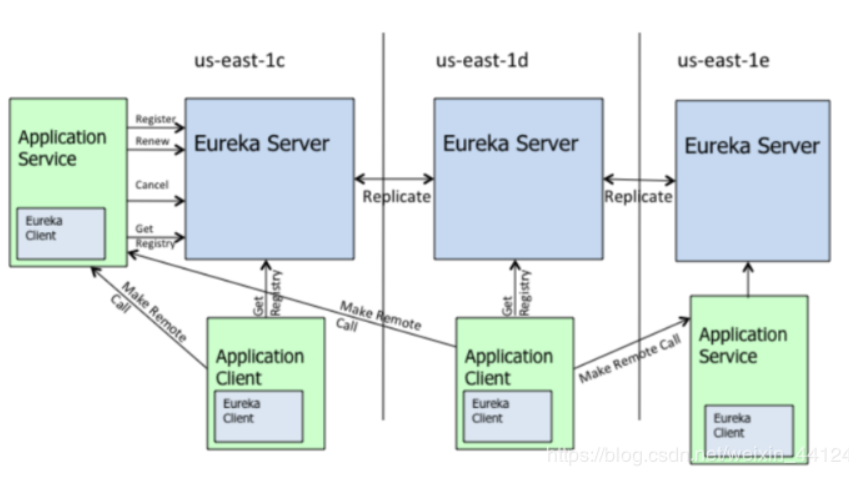 us-east-1c
us-east-1d
us-east-1e
Application
Service
Eureka
Client
Register
Renew
Cancel
Get
Registry
Eureka Server
Replicate
Eureka Server
Replicate
Eureka Server
Make Remote
Call
Get
Registry
Make Remote
Call
Get
Registry
Make Remote Call
Application
Client
Eureka
Client
Application
Client
Eureka
Client
Application
Service
Eureka
Client
https://blog.csdn.net/weixin_44124